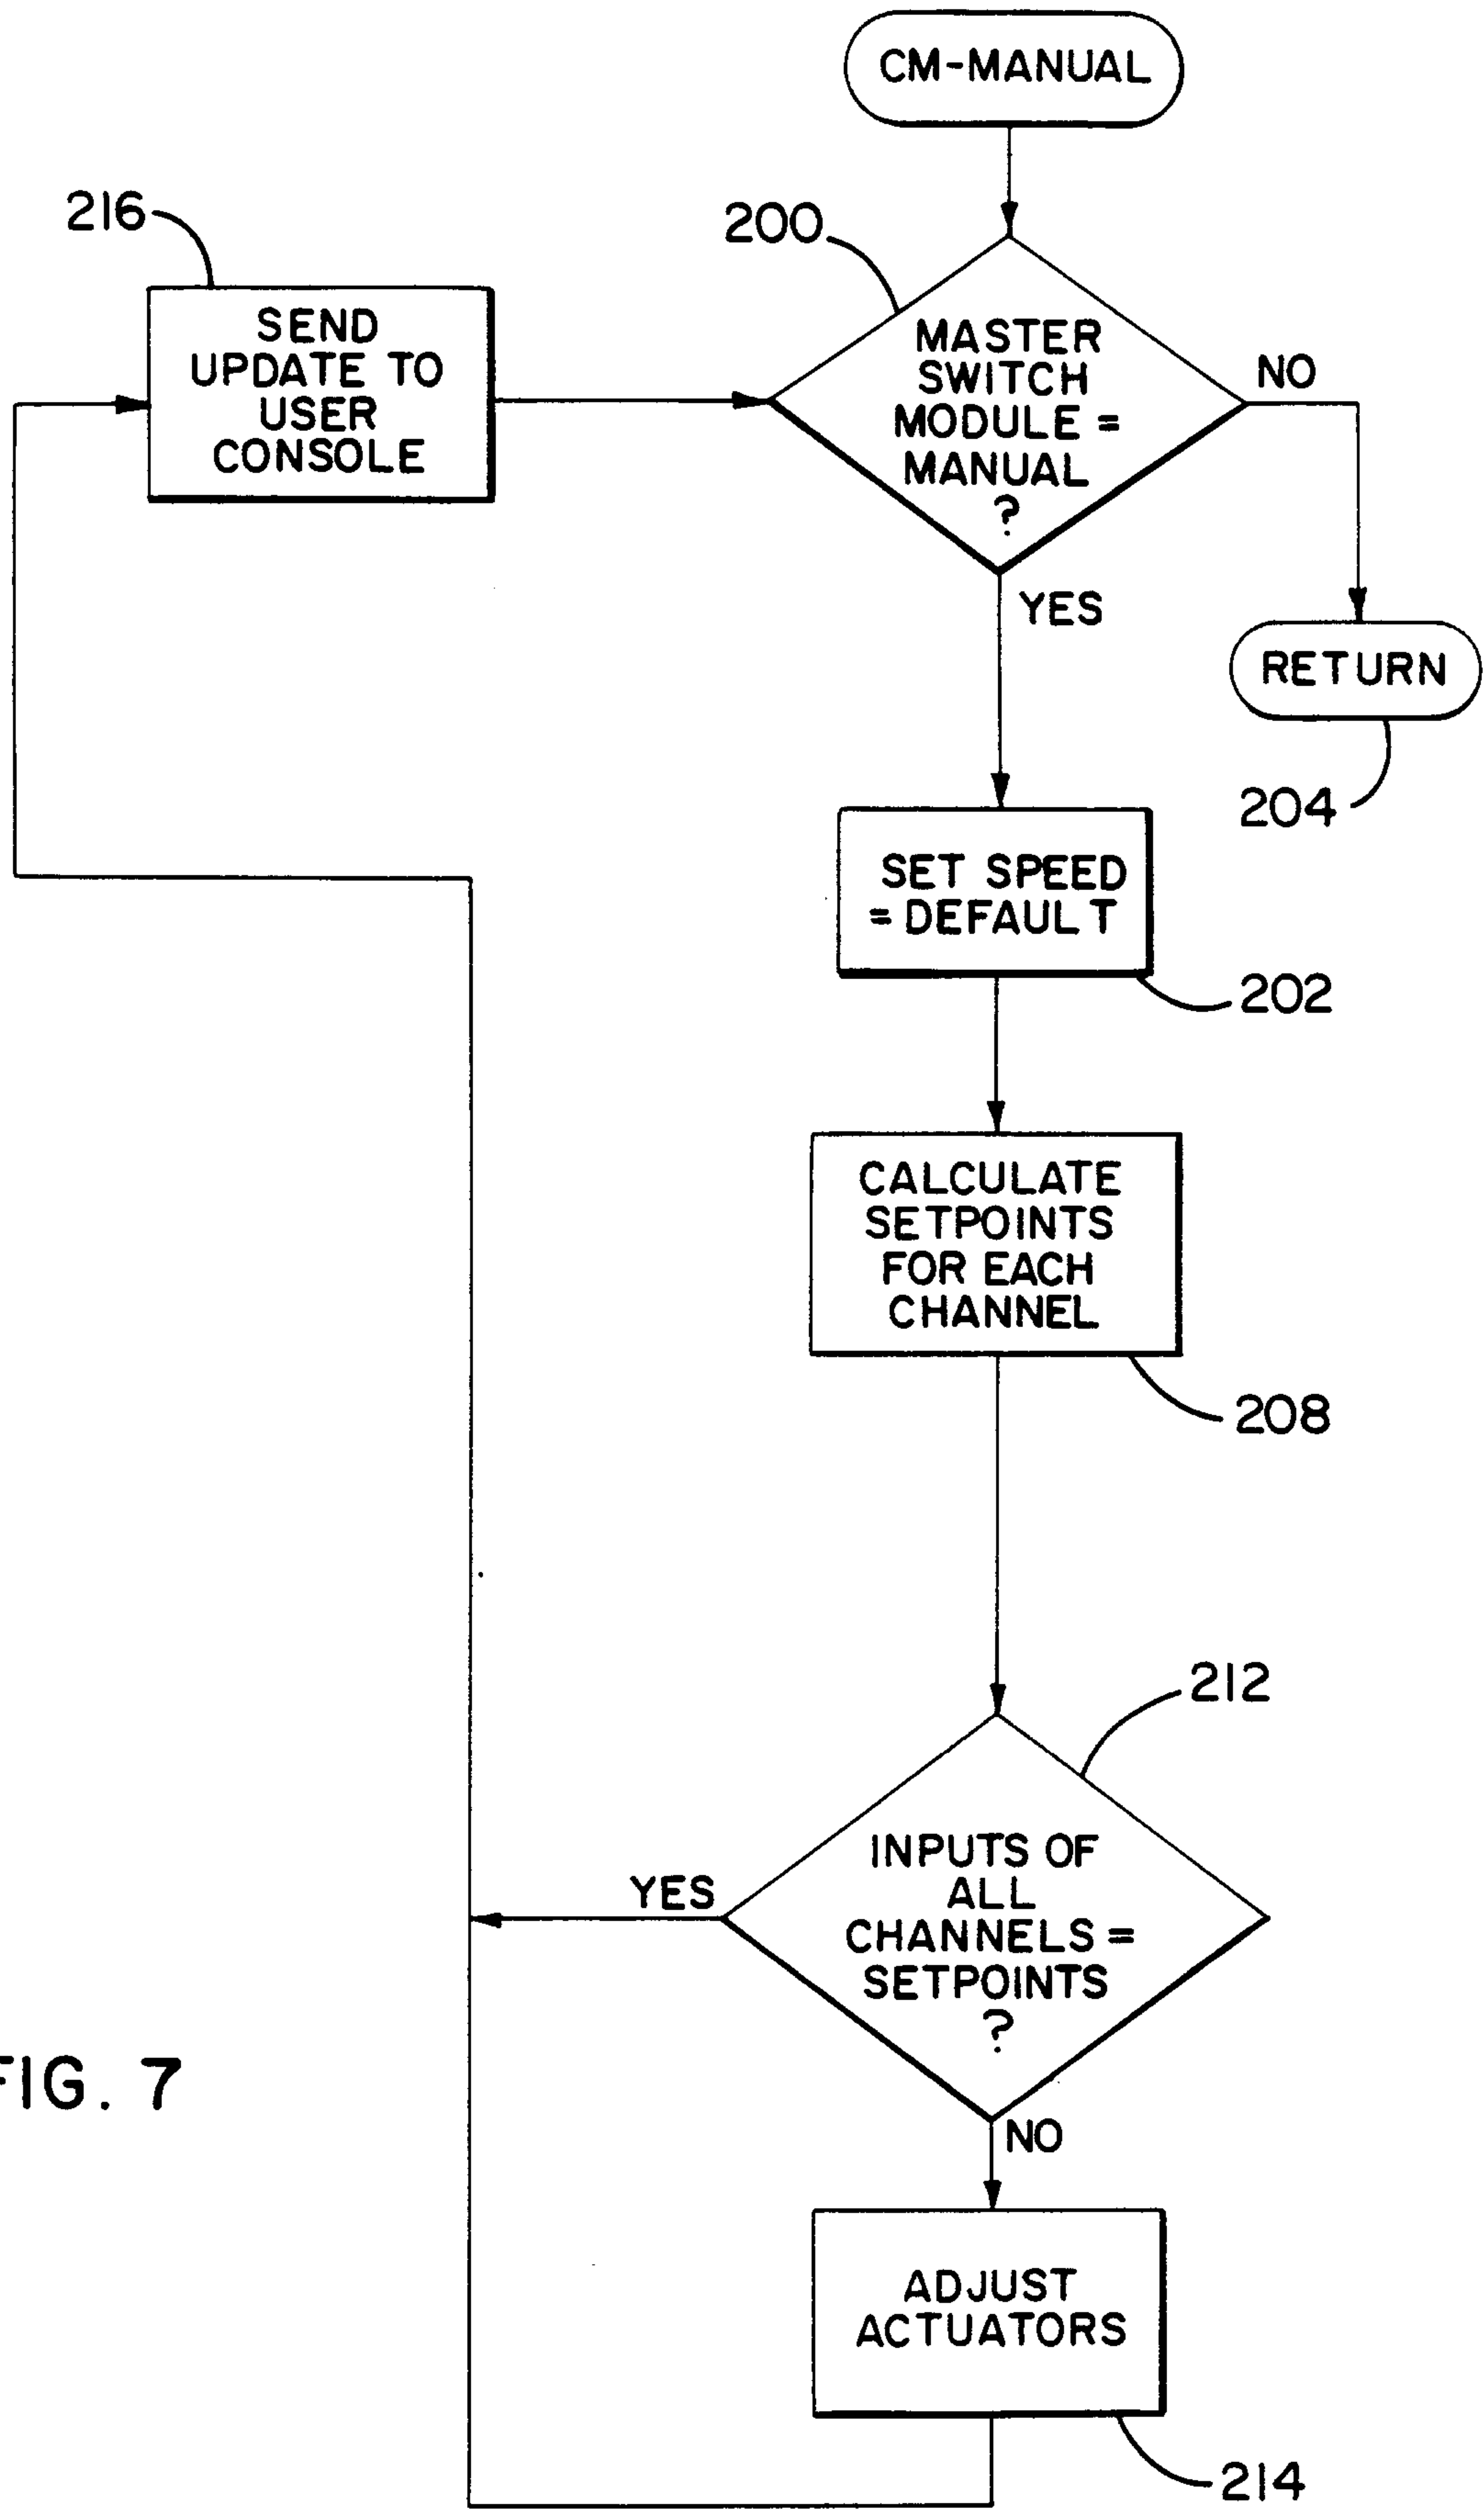 CM-MANUAL
216
200
SEND
UPDATE TO
USER
CONSOLE
MASTER
SWITCH
MODULE =
MANUAL
?
NO
YES
RETURN
204
SET SPEED
= DEFAULT
202
CALCULATE
SETPOINTS
FOR EACH
CHANNEL
208
212
INPUTS OF
ALL
CHANNELS =
SETPOINTS
?
YES
NO
FIG. 7
ADJUST
ACTUATORS
214